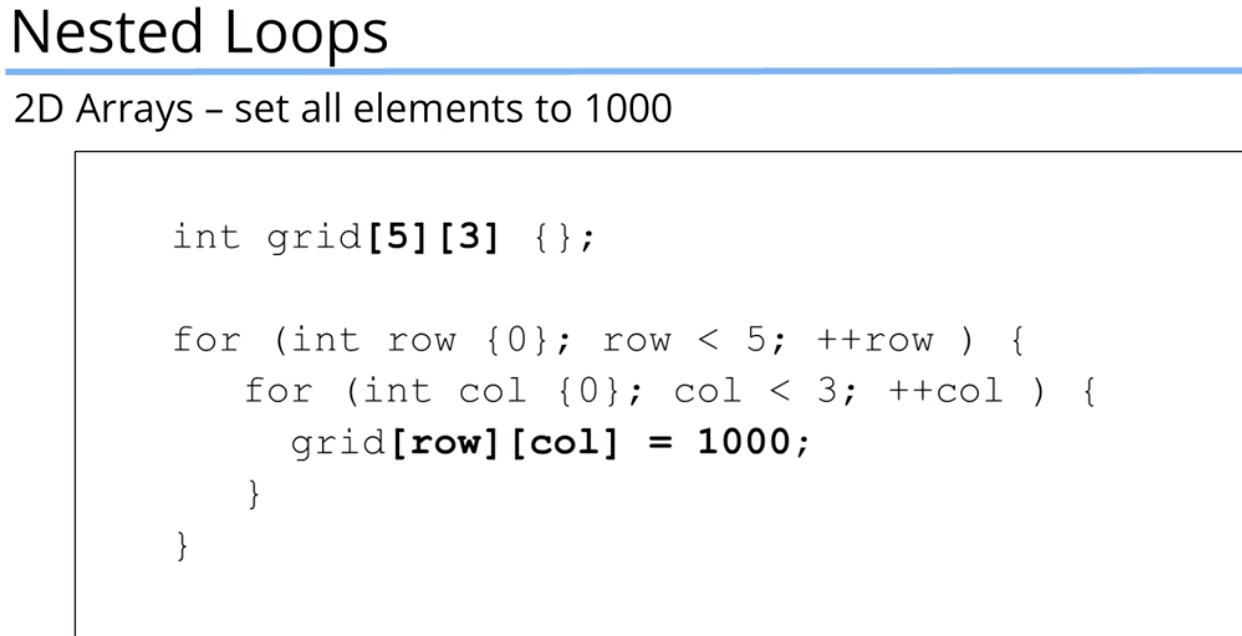 Nested Loops
2D Arrays – set all elements to 1000
int grid[5][3] {};
for (int row {0}; row < 5; ++row ) {
for (int col {0}; col < 3; ++col ) {
grid[row][col] = 1000;
}
}